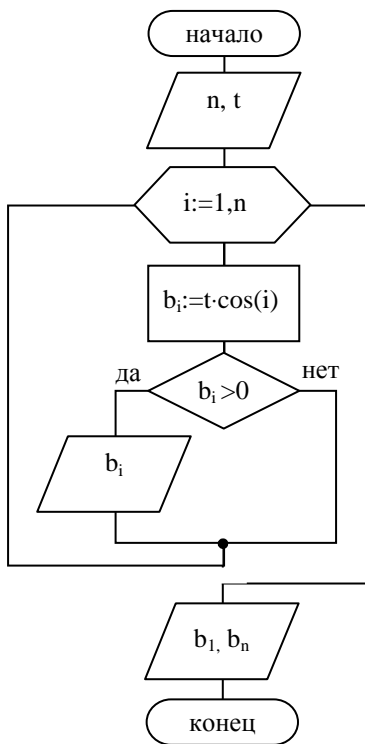 начало
n, t
i:=1,n
bᵢ:=t·cos(i)
да
нет
bᵢ >0
bᵢ
b₁, bₙ
конец